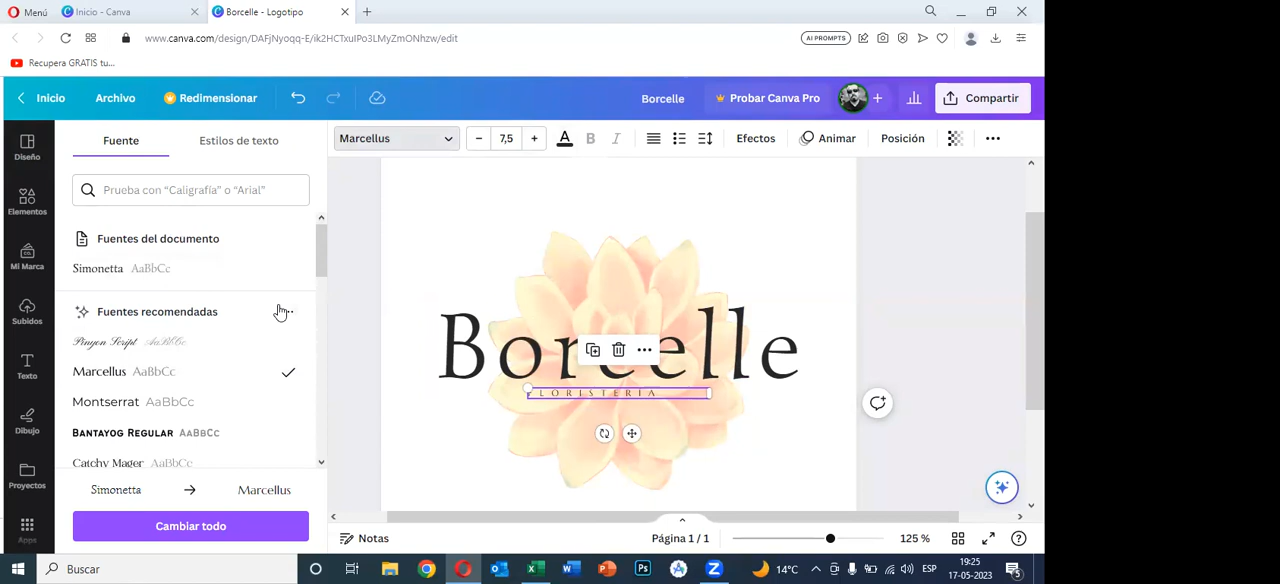 Menú
Inicio - Canva
Borcelle - Logotipo
www.canva.com/design/DAFjNyoqq-E/ik2HCTxuIPo3LMyZmONhzw/edit
AI PROMPTS
Recupera GRATIS tu...
Inicio
Archivo
Redimensionar
Borcelle
Probar Canva Pro
Compartir
Diseño
Elementos
Mi Marca
Subidos
Texto
Dibujo
Proyectos
Apps
Fuente
Estilos de texto
Prueba con “Caligrafía” o “Arial”
Fuentes del documento
Simonetta AaBbCc
Fuentes recomendadas
Pinyon Script AaBbCc
Marcellus AaBbCc
Montserrat AaBbCc
BANTAYOG REGULAR AABBCC
Catchy Mager AaBbCc
Simonetta → Marcellus
Cambiar todo
Marcellus
7,5
A B I
Efectos
Animar
Posición
Borcelle
FLORISTERIA
Notas
Página 1 / 1
125 %
Buscar
14°C
ESP
19:25
17-05-2023
5